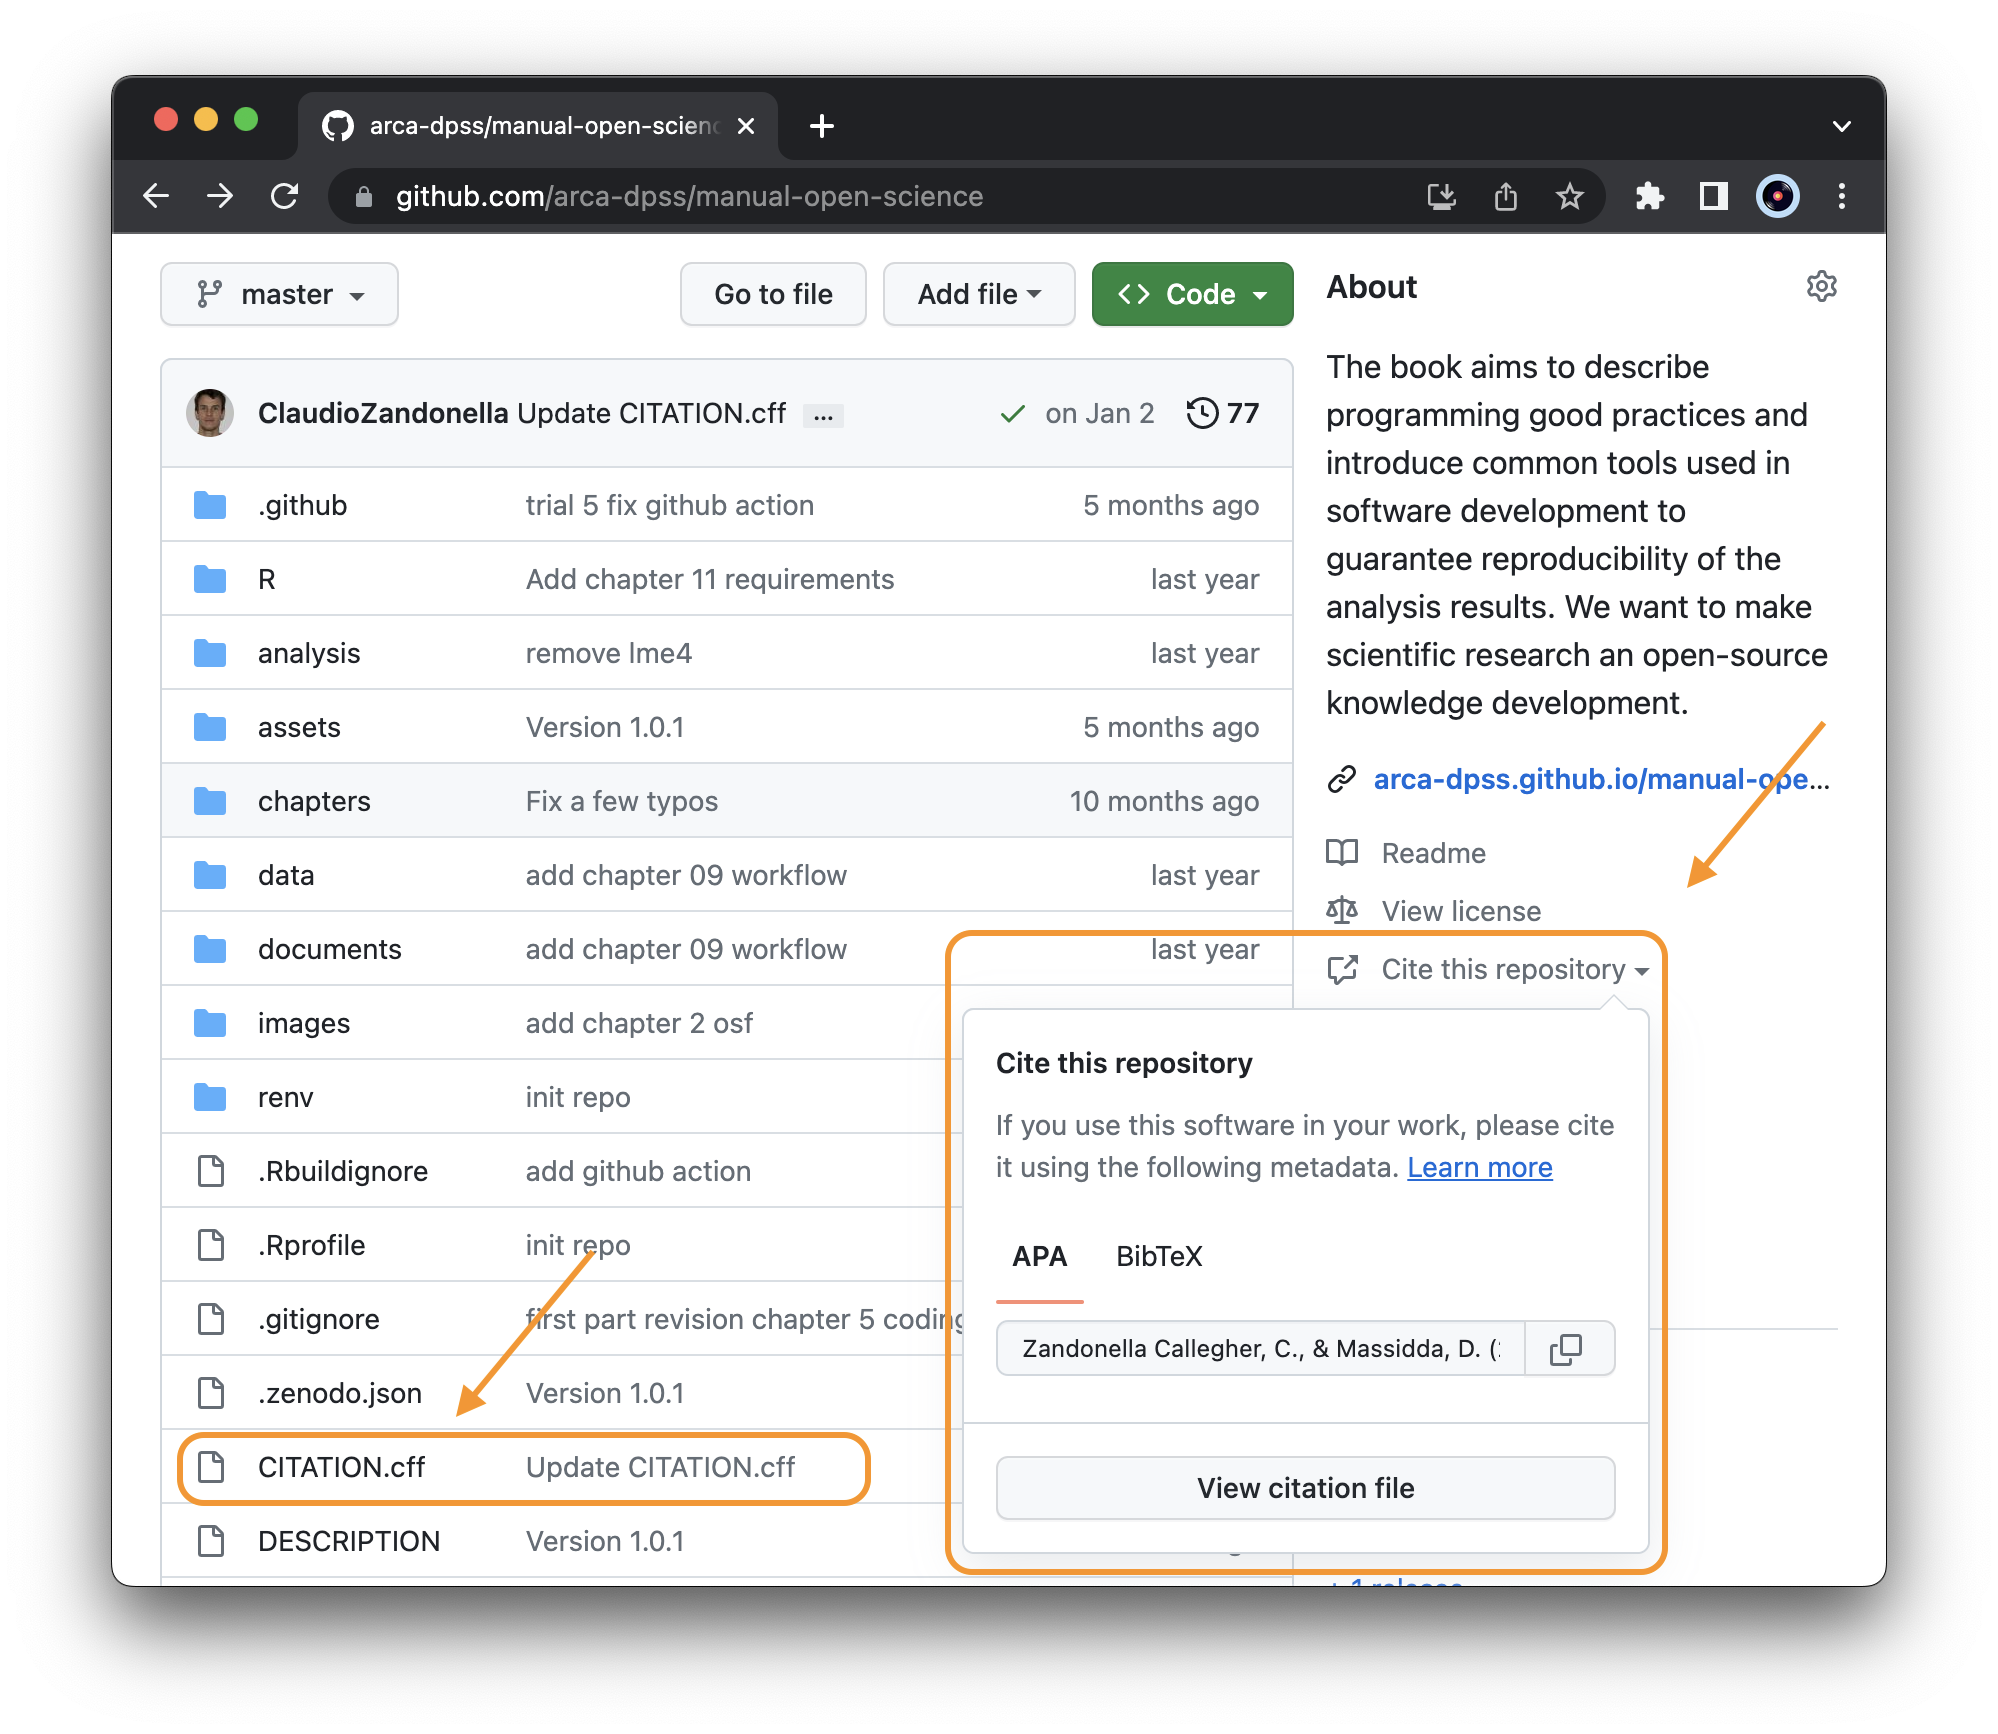 arca-dpss/manual-open-scien
github.com/arca-dpss/manual-open-science
master
Go to file
Add file
<> Code
ClaudioZandonella Update CITATION.cff ...
on Jan 2
77
.github trial 5 fix github action 5 months ago
R Add chapter 11 requirements last year
analysis remove lme4 last year
assets Version 1.0.1 5 months ago
chapters Fix a few typos 10 months ago
data add chapter 09 workflow last year
documents add chapter 09 workflow last year
images add chapter 2 osf
renv init repo
.Rbuildignore add github action
.Rprofile init repo
.gitignore first part revision chapter 5 coding
.zenodo.json Version 1.0.1
CITATION.cff Update CITATION.cff
DESCRIPTION Version 1.0.1
About
The book aims to describe
programming good practices and
introduce common tools used in
software development to
guarantee reproducibility of the
analysis results. We want to make
scientific research an open-source
knowledge development.
arca-dpss.github.io/manual-ope...
Readme
View license
Cite this repository
Cite this repository
If you use this software in your work, please cite
it using the following metadata. Learn more
APA BibTeX
Zandonella Callegher, C., & Massidda, D. (
View citation file
+ 1 release